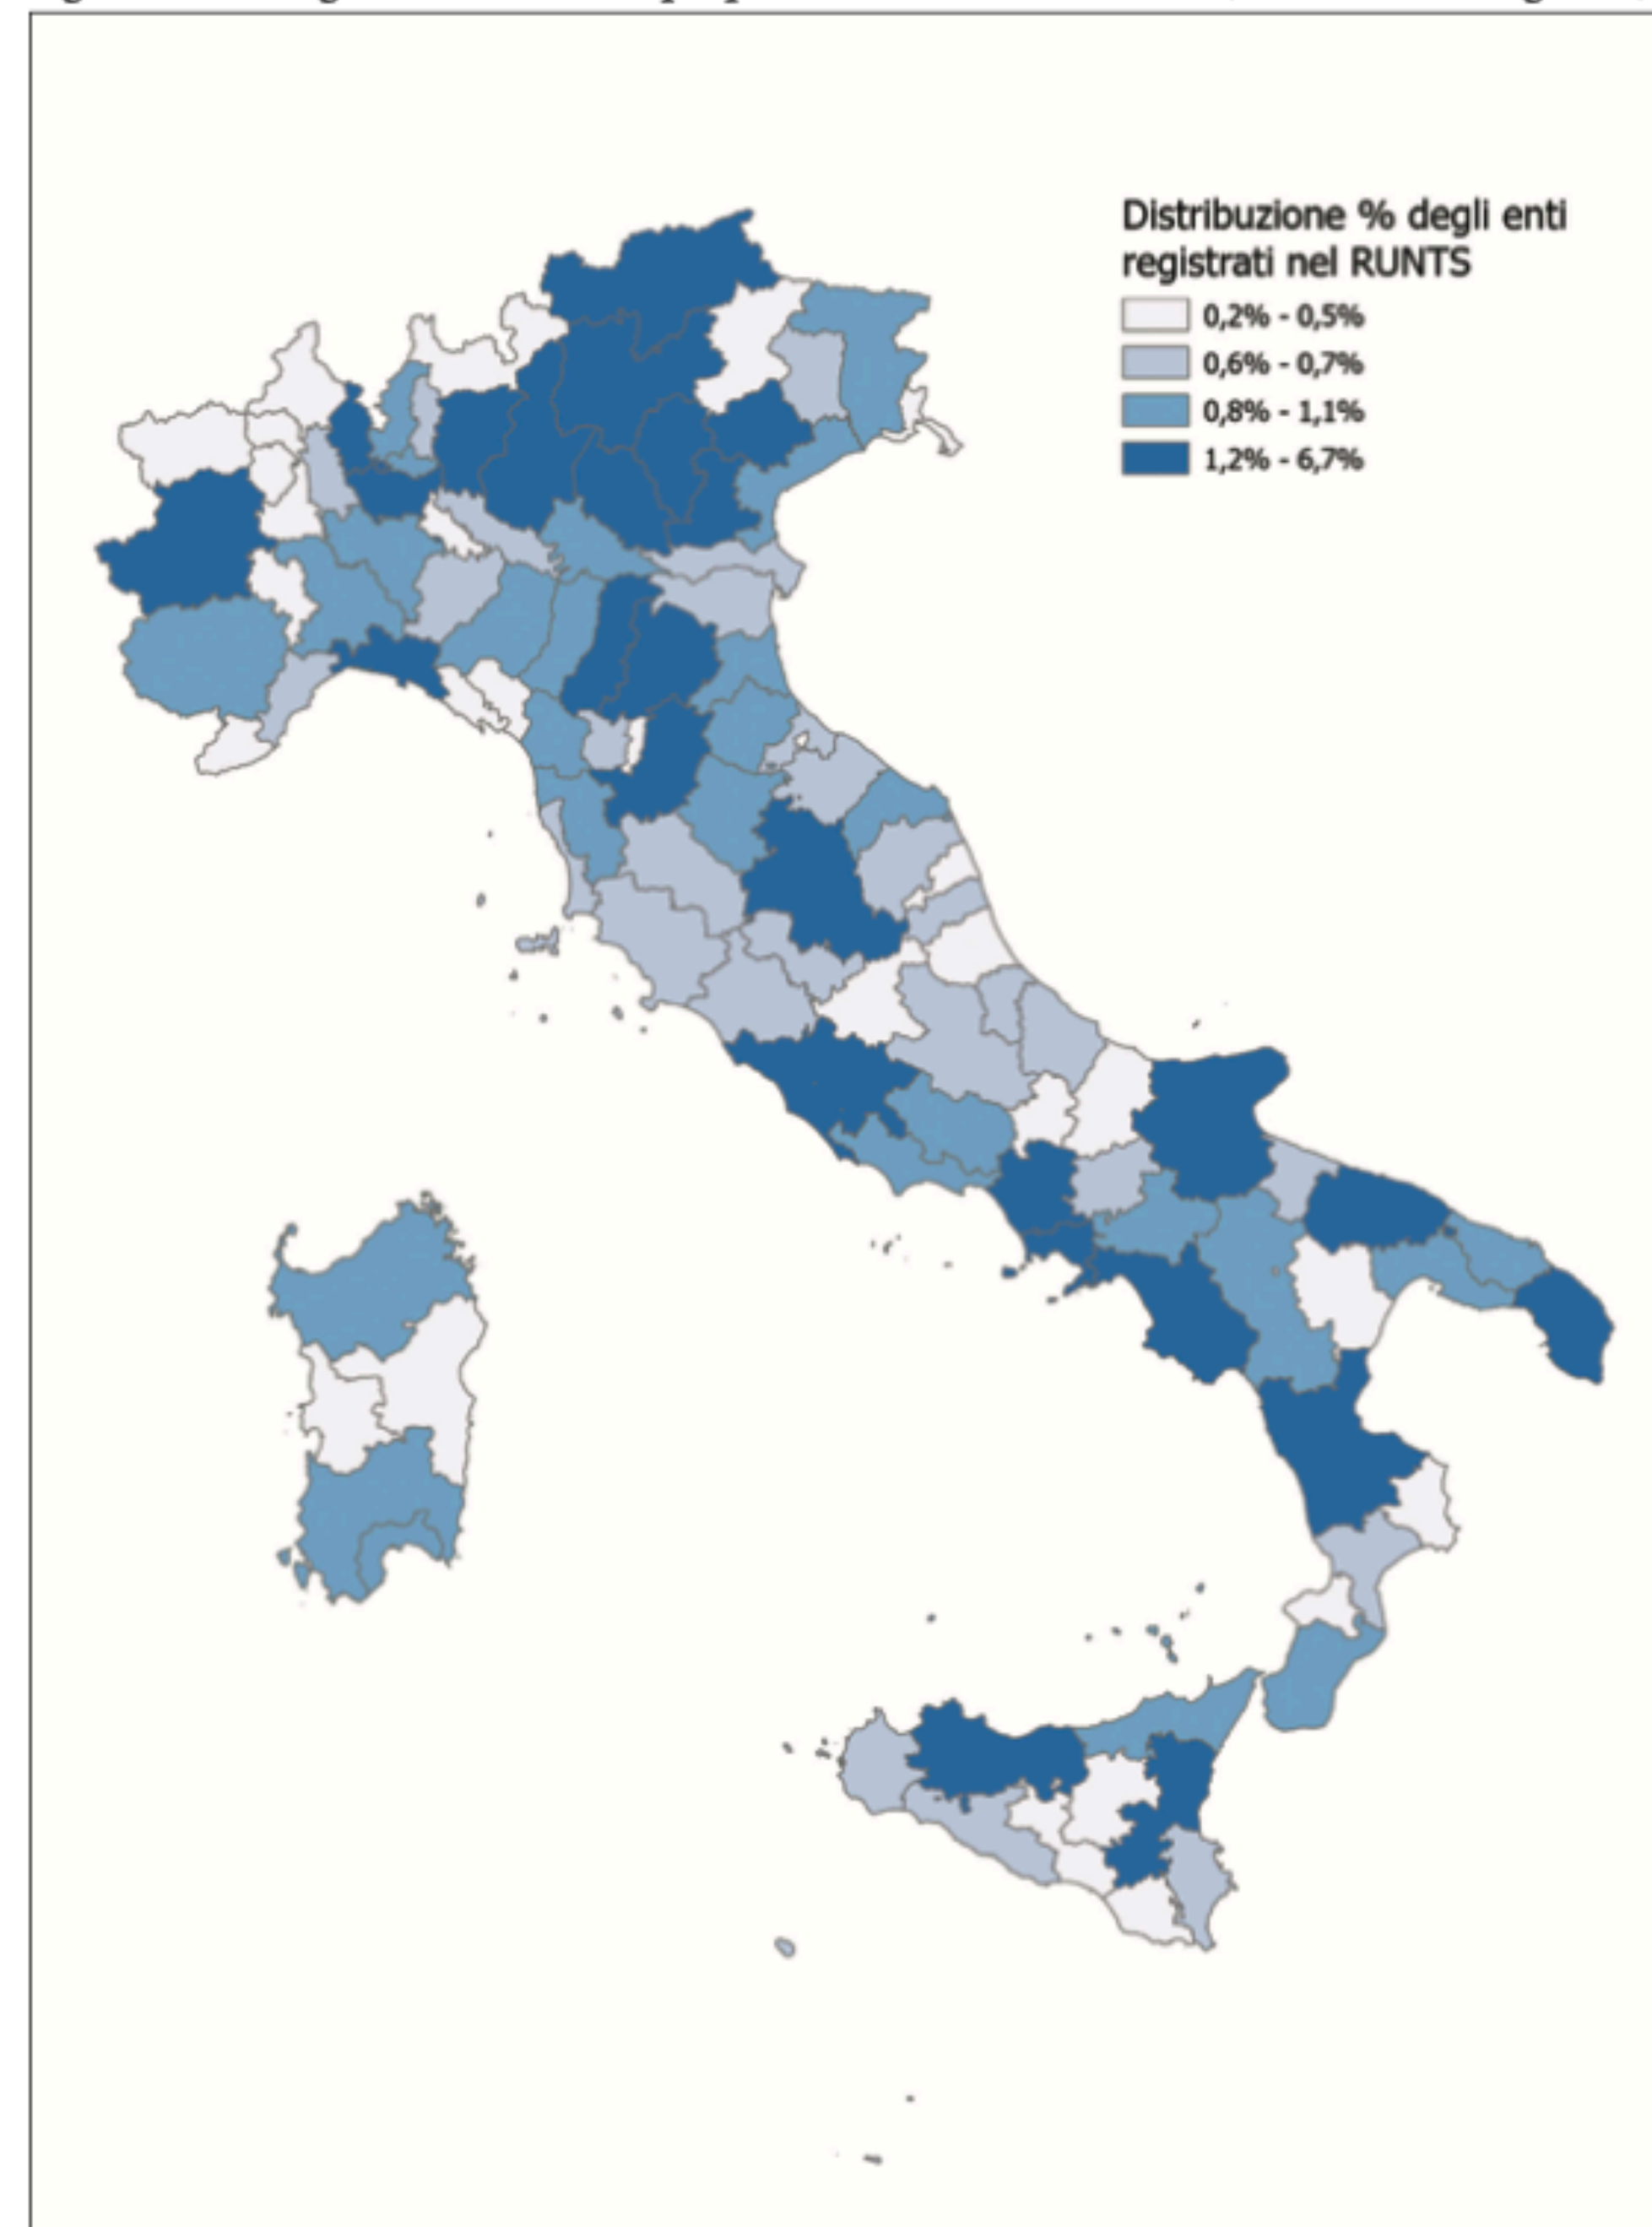 Distribuzione % degli enti
registrati nel RUNTS
0,2% - 0,5%
0,6% - 0,7%
0,8% - 1,1%
1,2% - 6,7%